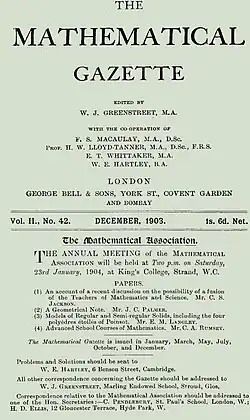 THE
MATHEMATICAL
GAZETTE
EDITED BY
W. J. GREENSTREET, M.A.
WITH THE CO-OPERATION OF
F. S. MACAULAY, M.A., D.Sc.
PROF. H. W. LLOYD-TANNER, M.A., D.Sc., F.R.S.
E. T. WHITTAKER, M.A.
W. E. HARTLEY, B.A.
LONDON
GEORGE BELL & SONS, YORK ST., COVENT GARDEN
AND BOMBAY
Vol. II., No. 42. DECEMBER, 1903. 1s. 6d. Net.
The Mathematical Association.
THE ANNUAL MEETING of the MATHEMATICAL
ASSOCIATION will be held at Two p.m. on Saturday,
23rd January, 1904, at King's College, Strand, W.C.
PAPERS.
(1) An account of a recent discussion on the possibility of a fusion
of the Teachers of Mathematics and Science. Mr. C. S.
JACKSON.
(2) A Geometrical Note. Mr. J. C. PALMER.
(3) Models of Regular and Semi-regular Solids, including the four
polyèdres étoilés of Poinsot. Mr. E. M. LANGLEY.
(4) Advanced School Courses of Mathematics. Mr. C. A. RUMSEY.
The Mathematical Gazette is issued in January, March, May, July,
October, and December.
Problems and Solutions should be sent to
W. E. HARTLEY, 6 Benson Street, Cambridge.
All other correspondence concerning the Gazette should be addressed to
W. J. GREENSTREET, Marling Endowed School, Stroud, Glos.
Correspondence relative to the Mathematical Association should be addressed to
one of the Hon. Secretaries:—C. PENDLEBURY, St. Paul's School, London, W.;
H. D. ELLIS, 12 Gloucester Terrace, Hyde Park, W.